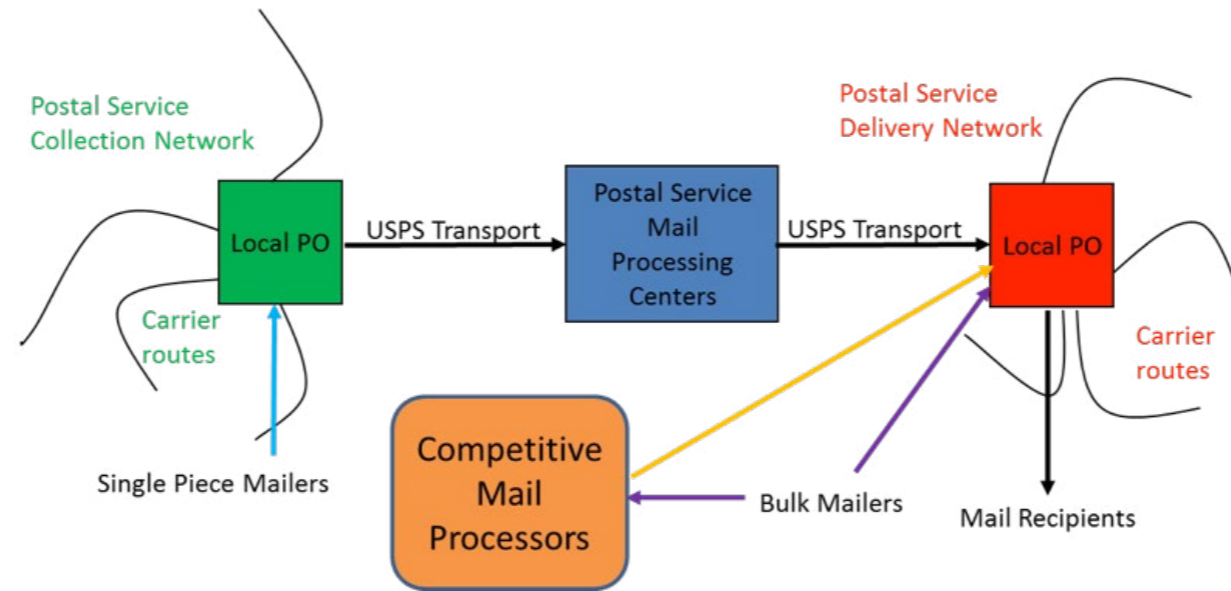 Postal Service
Collection Network
Postal Service
Delivery Network
Local PO
USPS Transport
Postal Service
Mail
Processing
Centers
USPS Transport
Local PO
Carrier
routes
Carrier
routes
Single Piece Mailers
Competitive
Mail
Processors
Bulk Mailers
Mail Recipients